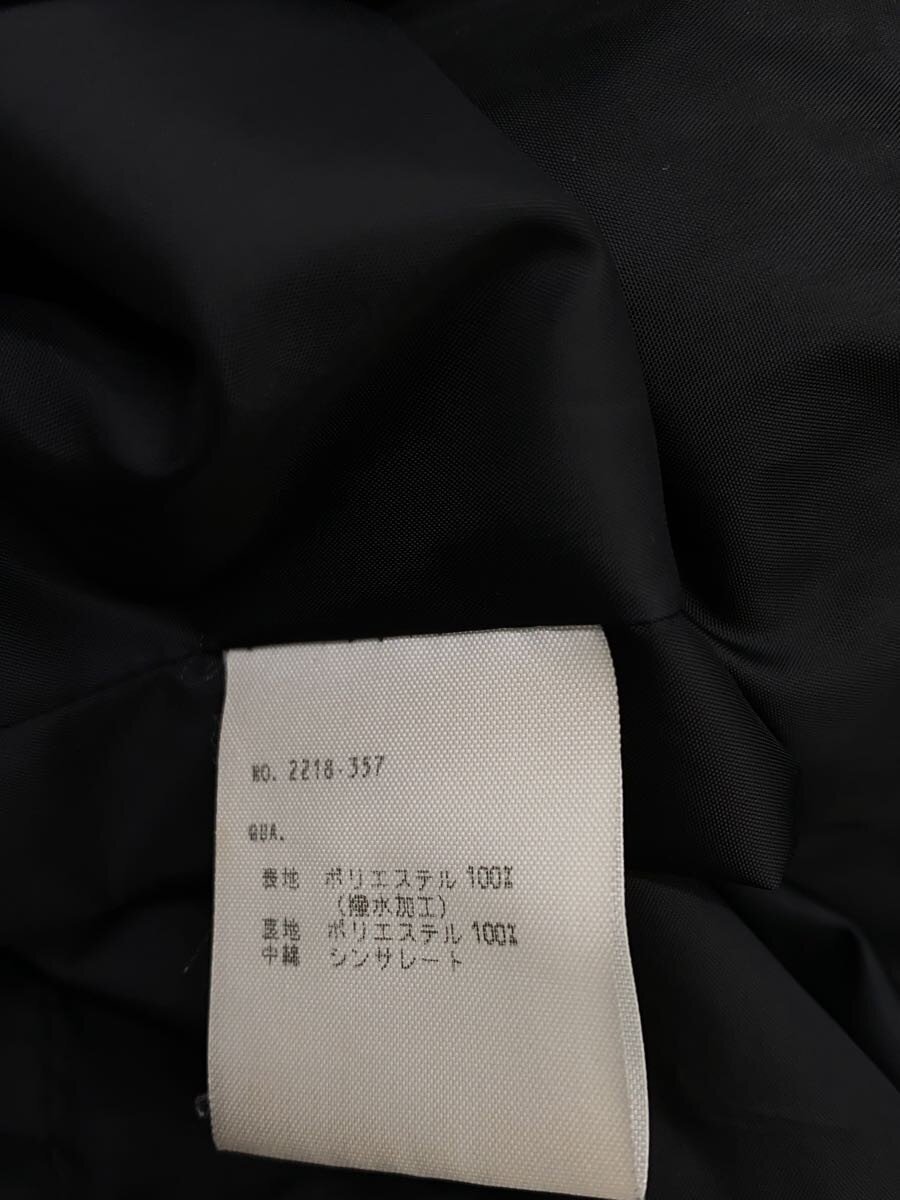 NO. 2218-357
QUA.
表地 ポリエステル 100%
(撥水加工)
裏地 ポリエステル 100%
中綿 シンサレート